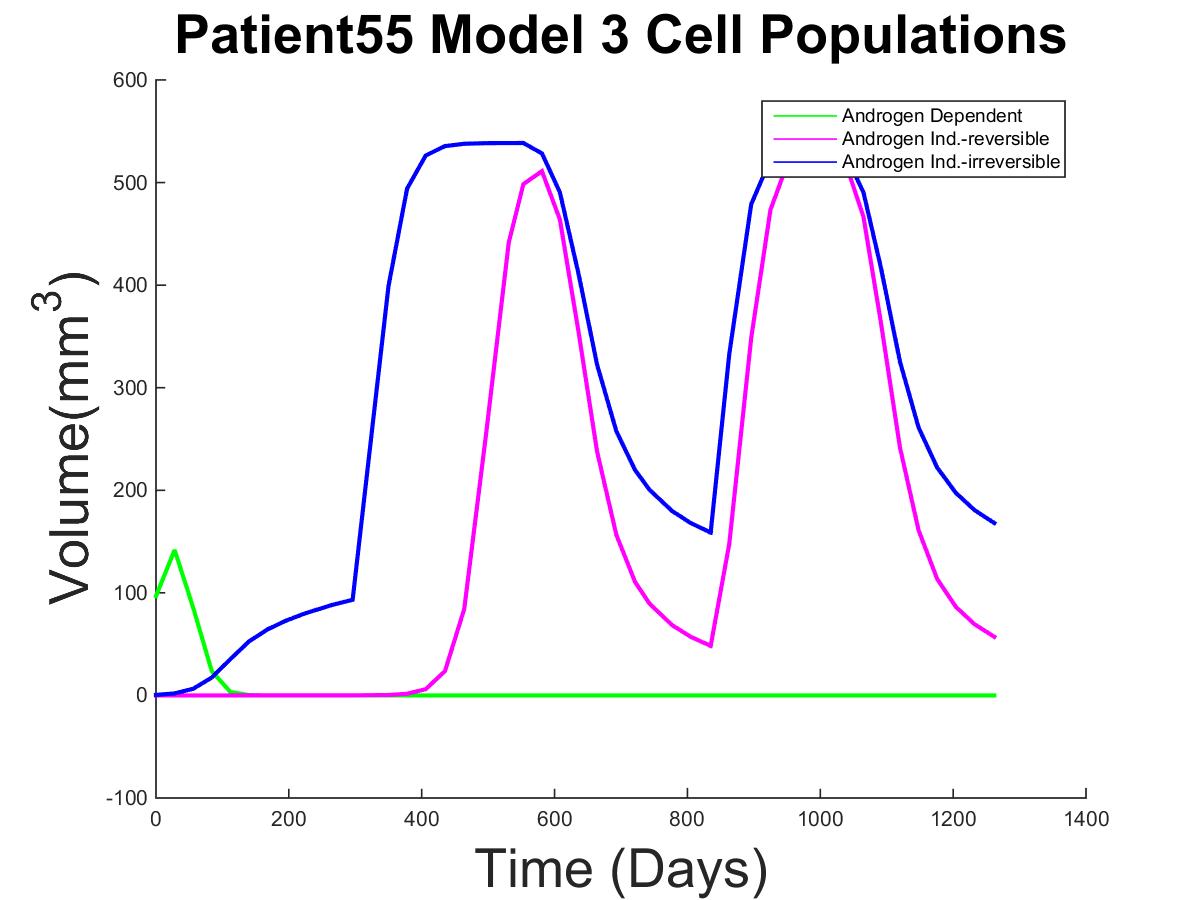 Patient55 Model 3 Cell Populations
600
500
400
300
200
100
0
-100
Volume(mm³)
Androgen Dependent
Androgen Ind.-reversible
Androgen Ind.-irreversible
0 200 400 600 800 1000 1200 1400
Time (Days)